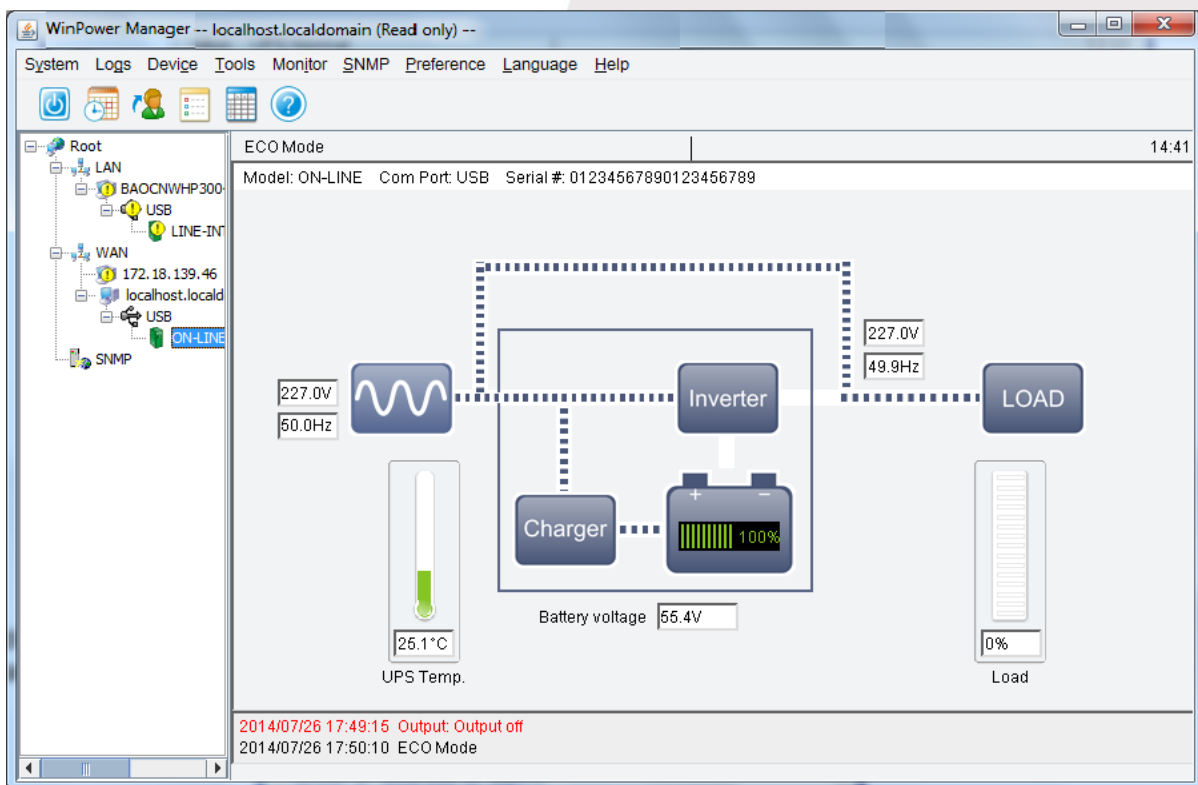 WinPower Manager -- localhost.localdomain (Read only) --
System Logs Device Tools Monitor SNMP Preference Language Help
Root
LAN
BAOCNWHP300
USB
LINE-INT
WAN
172.18.139.46
localhost.locald
USB
ON-LINE
SNMP
ECO Mode 14:41
Model: ON-LINE Com Port: USB Serial #: 01234567890123456789
227.0V
49.9Hz
227.0V
50.0Hz
Inverter
LOAD
Charger
+ −
100%
Battery voltage 55.4V
25.1°C
UPS Temp.
0%
Load
2014/07/26 17:49:15 Output: Output off
2014/07/26 17:50:10 ECO Mode